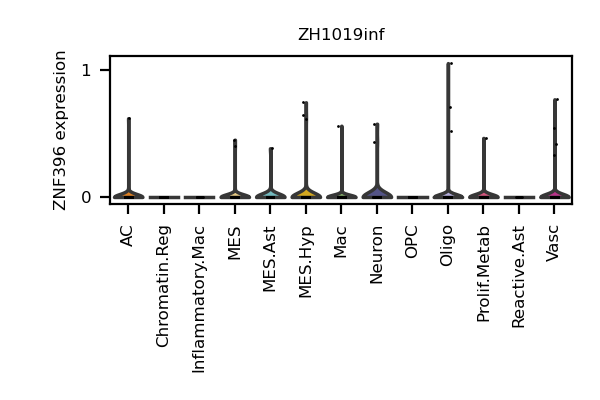 ZH1019inf
ZNF396 expression
1
0
AC
Chromatin.Reg
Inflammatory.Mac
MES
MES.Ast
MES.Hyp
Mac
Neuron
OPC
Oligo
Prolif.Metab
Reactive.Ast
Vasc